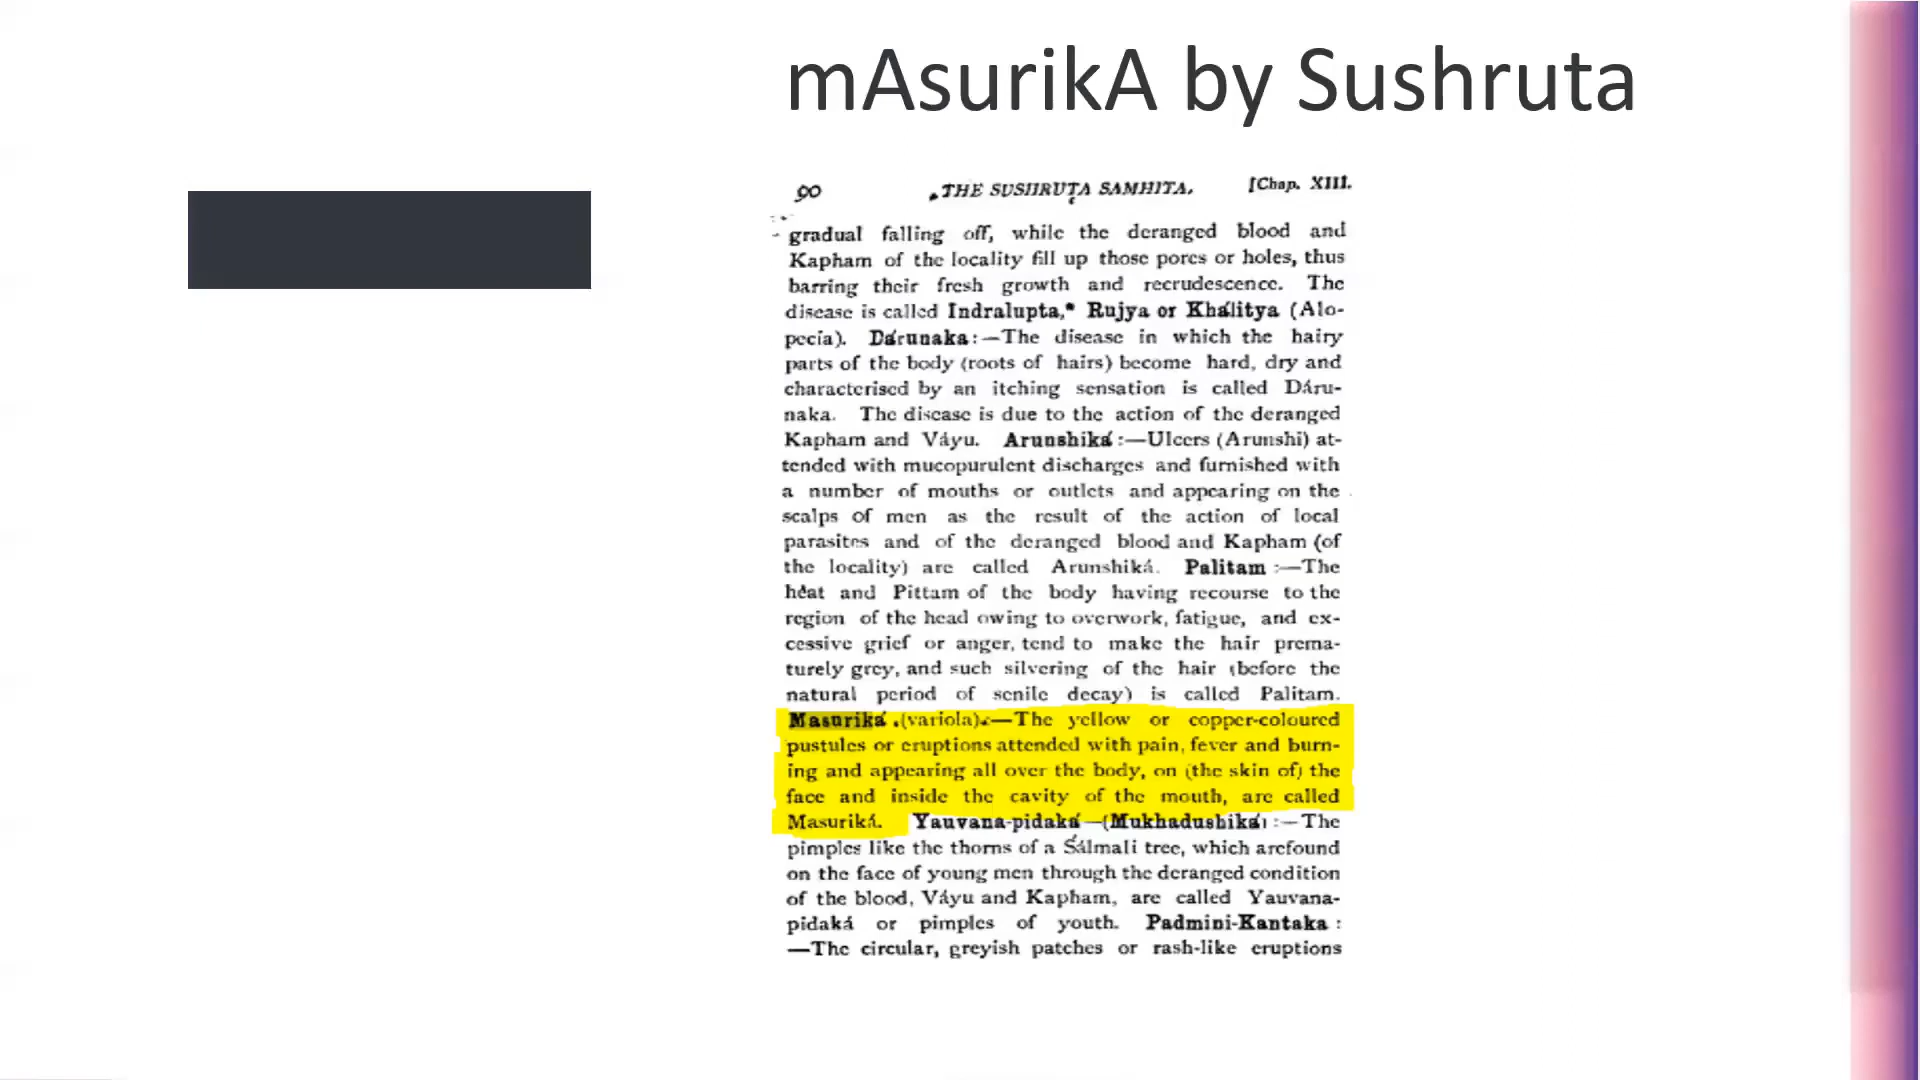 mAsurikA by Sushruta
90 THE SUSHRUTA SAMHITA. [Chap. XIII.
gradual falling off, while the deranged blood and
Kapham of the locality fill up those pores or holes, thus
barring their fresh growth and recrudescence. The
disease is called Indralupta,* Rujya or Khálitya (Alo-
pecia). Dárunaka:—The disease in which the hairy
parts of the body (roots of hairs) become hard, dry and
characterised by an itching sensation is called Dáru-
naka. The disease is due to the action of the deranged
Kapham and Váyu. Arunshiká:—Ulcers (Arunshi) at-
tended with mucopurulent discharges and furnished with
a number of mouths or outlets and appearing on the
scalps of men as the result of the action of local
parasites and of the deranged blood and Kapham (of
the locality) are called Arunshiká. Palitam:—The
heat and Pittam of the body having recourse to the
region of the head owing to overwork, fatigue, and ex-
cessive grief or anger, tend to make the hair prema-
turely grey, and such silvering of the hair (before the
natural period of senile decay) is called Palitam.
Masuriká (variola):—The yellow or copper-coloured
pustules or eruptions attended with pain, fever and burn-
ing and appearing all over the body, on (the skin of) the
face and inside the cavity of the mouth, are called
Masuriká. Yauvana-pidaká—(Mukhadushiká):—The
pimples like the thorns of a Sálmali tree, which arefound
on the face of young men through the deranged condition
of the blood, Váyu and Kapham, are called Yauvana-
pidaká or pimples of youth. Padmini-Kantaka:
—The circular, greyish patches or rash-like eruptions